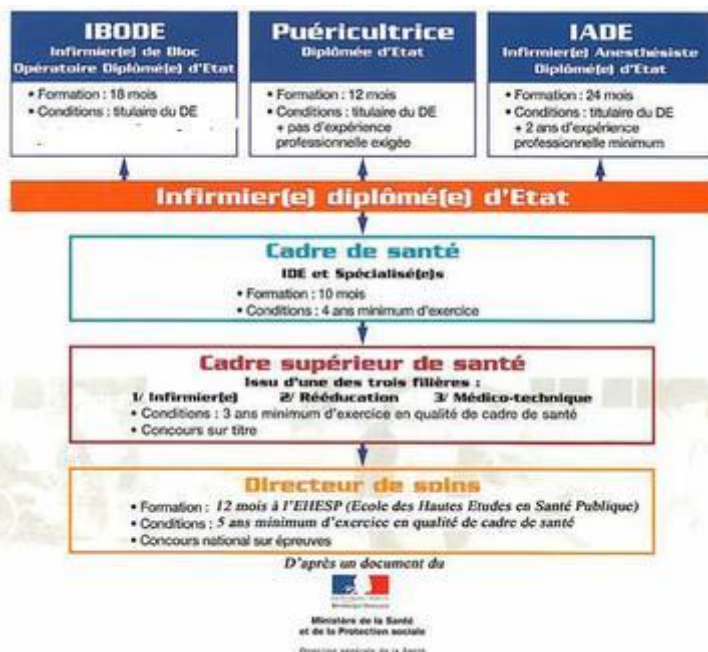 IBODE
Infirmier(e) de Bloc
Opératoire Diplômé(e) d'Etat
• Formation : 18 mois
• Conditions : titulaire du DE
Puéricultrice
Diplômée d'Etat
• Formation : 12 mois
• Conditions : titulaire du DE
+ pas d'expérience
professionnelle exigée
IADE
Infirmier(e) Anesthésiste
Diplômé(e) d'Etat
• Formation : 24 mois
• Conditions : titulaire du DE
+ 2 ans d'expérience
professionnelle minimum
Infirmier(e) diplômé(e) d'Etat
Cadre de santé
IDE et Spécialisé(e)s
• Formation : 10 mois
• Conditions : 4 ans minimum d'exercice
Cadre supérieur de santé
Issu d'une des trois filières :
1/ Infirmier(e) 2/ Rééducation 3/ Médico-technique
• Conditions : 3 ans minimum d'exercice en qualité de cadre de santé
• Concours sur titre
Directeur de soins
• Formation : 12 mois à l'EHESP (Ecole des Hautes Etudes en Santé Publique)
• Conditions : 5 ans minimum d'exercice en qualité de cadre de santé
• Concours national sur épreuves
D'après un document du
Ministère de la Santé
et de la Protection sociale
Direction générale de la Santé